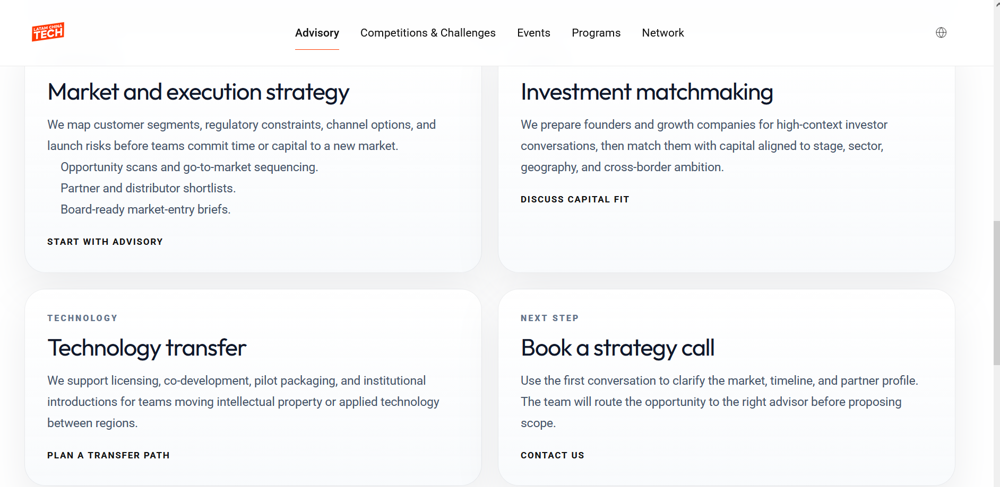 LATAM CHINA
TECH
Advisory
Competitions & Challenges
Events
Programs
Network
Market and execution strategy
We map customer segments, regulatory constraints, channel options, and
launch risks before teams commit time or capital to a new market.
Opportunity scans and go-to-market sequencing.
Partner and distributor shortlists.
Board-ready market-entry briefs.
START WITH ADVISORY
Investment matchmaking
We prepare founders and growth companies for high-context investor
conversations, then match them with capital aligned to stage, sector,
geography, and cross-border ambition.
DISCUSS CAPITAL FIT
TECHNOLOGY
Technology transfer
We support licensing, co-development, pilot packaging, and institutional
introductions for teams moving intellectual property or applied technology
between regions.
PLAN A TRANSFER PATH
NEXT STEP
Book a strategy call
Use the first conversation to clarify the market, timeline, and partner profile.
The team will route the opportunity to the right advisor before proposing
scope.
CONTACT US